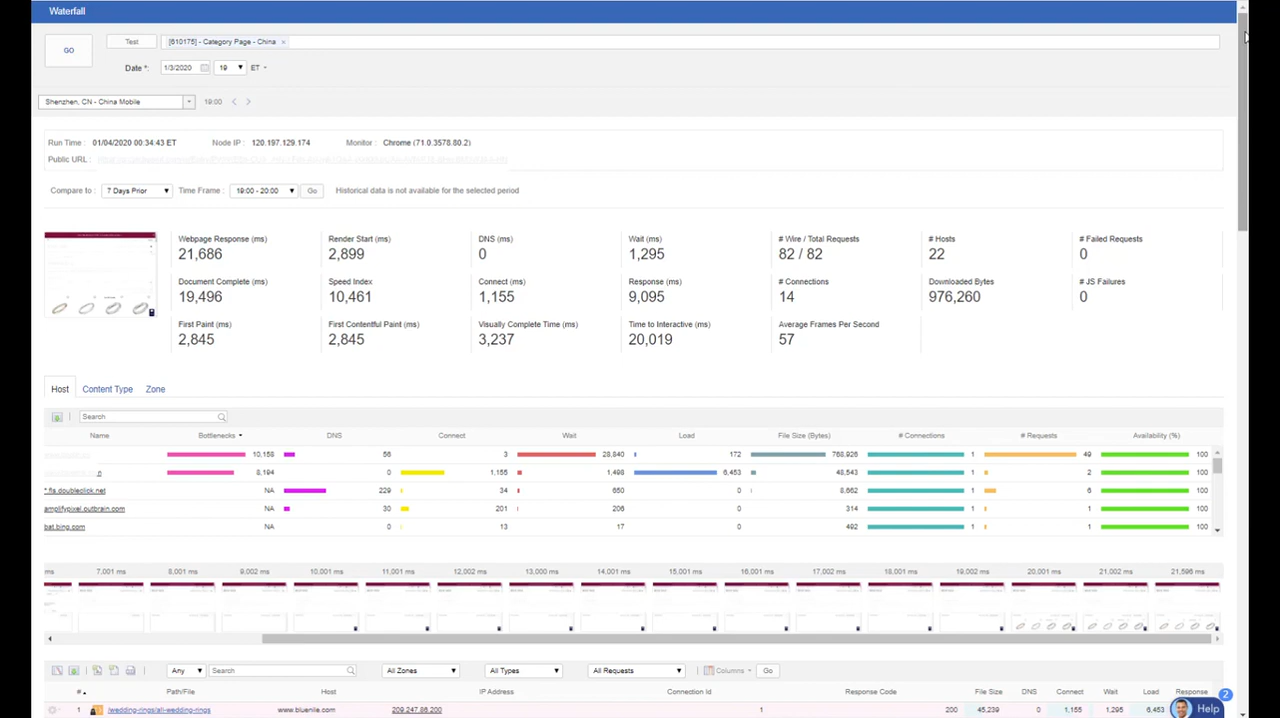 Waterfall
GO
Test
[610175] - Category Page - China ×
Date *: 1/3/2020 19 ET
Shenzhen, CN - China Mobile 19:00
Run Time : 01/04/2020 00:34:43 ET Node IP : 120.197.129.174 Monitor : Chrome (71.0.3578.80.2)
Public URL :
Compare to : 7 Days Prior Time Frame : 19:00 - 20:00 Go Historical data is not available for the selected period
Webpage Response (ms) Render Start (ms) DNS (ms) Wait (ms) # Wire / Total Requests # Hosts # Failed Requests
21,686 2,899 0 1,295 82 / 82 22 0
Document Complete (ms) Speed Index Connect (ms) Response (ms) # Connections Downloaded Bytes # JS Failures
19,496 10,461 1,155 9,095 14 976,260 0
First Paint (ms) First Contentful Paint (ms) Visually Complete Time (ms) Time to Interactive (ms) Average Frames Per Second
2,845 2,845 3,237 20,019 57
Host Content Type Zone
Search
Name Bottlenecks DNS Connect Wait Load File Size (Bytes) # Connections # Requests Availability (%)
10,158 56 3 28,840 172 768,926 1 49 100
8,194 0 1,155 1,498 6,453 48,543 1 2 100
*.fls.doubleclick.net NA 229 34 660 0 8,662 1 6 100
amplifypixel.outbrain.com NA 30 201 206 0 314 1 1 100
bat.bing.com NA 0 13 17 0 492 1 1 100
ms 7,001 ms 8,001 ms 9,002 ms 10,001 ms 11,001 ms 12,002 ms 13,000 ms 14,001 ms 15,001 ms 16,001 ms 17,002 ms 18,001 ms 19,002 ms 20,001 ms 21,002 ms 21,596 ms
Any Search All Zones All Types All Requests Columns Go
# Path/File Host IP Address Connection Id Response Code File Size DNS Connect Wait Load Response
1 /wedding-rings/all-wedding-rings www.bluenile.com 209.247.86.200 1 200 45,239 0 1,155 1,295 6,453
Help 2